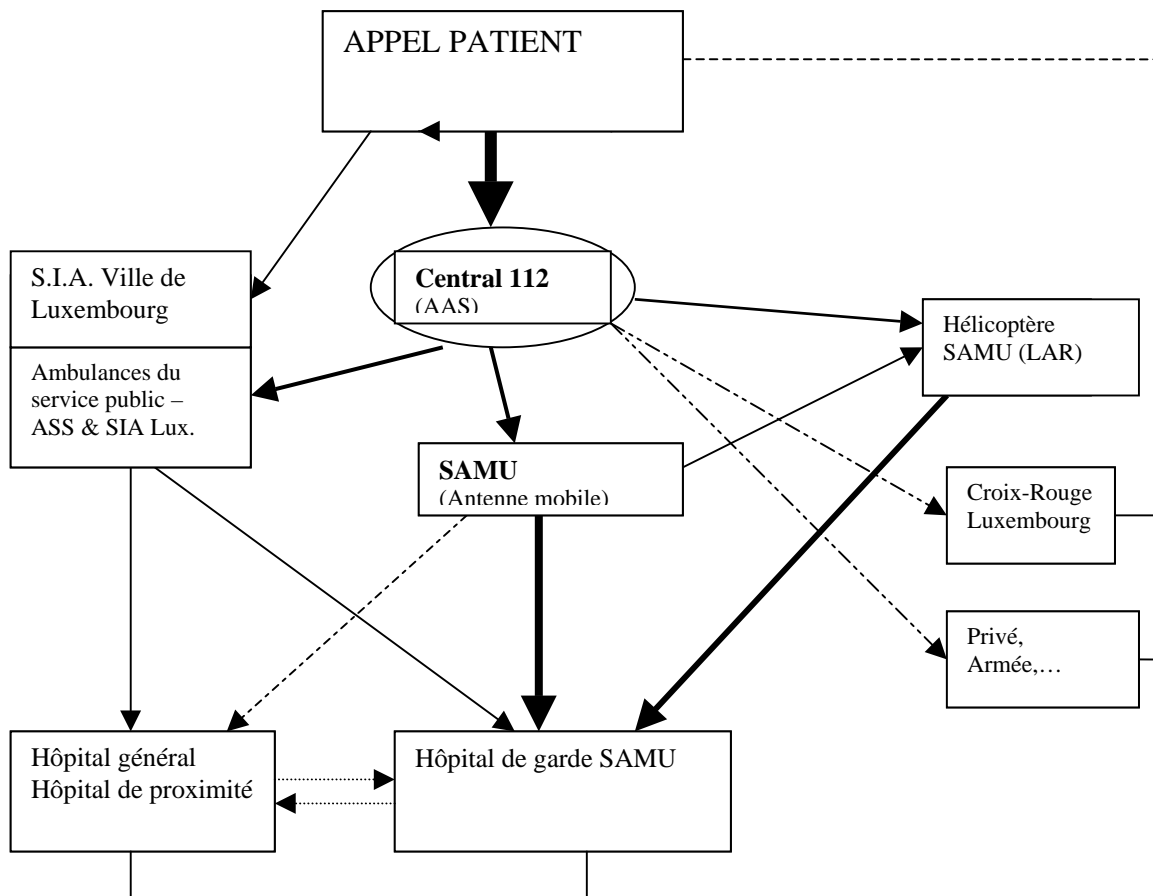 APPEL PATIENT
S.I.A. Ville de
Luxembourg
Central 112
(AAS)
Hélicoptère
SAMU (LAR)
Ambulances du
service public –
ASS & SIA Lux.
SAMU
(Antenne mobile)
Croix-Rouge
Luxembourg
Privé,
Armée,…
Hôpital général
Hôpital de proximité
Hôpital de garde SAMU